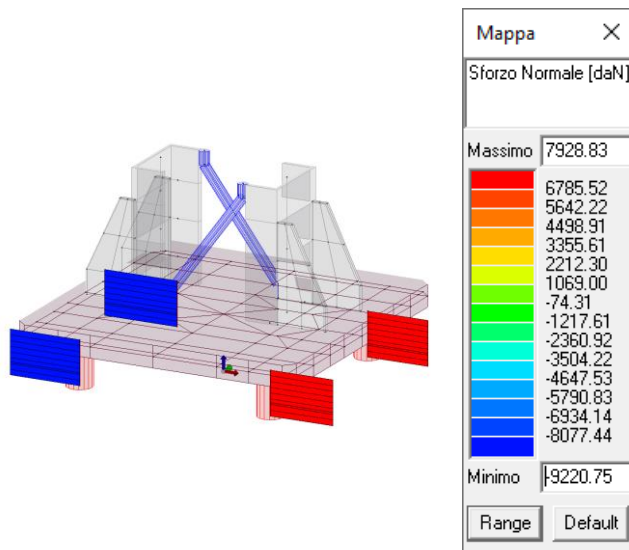 Mappa
Sforzo Normale [daN]
Massimo 7928.83
6785.52
5642.22
4498.91
3355.61
2212.30
1069.00
-74.31
-1217.61
-2360.92
-3504.22
-4647.53
-5790.83
-6934.14
-8077.44
Minimo -9220.75
Range Default